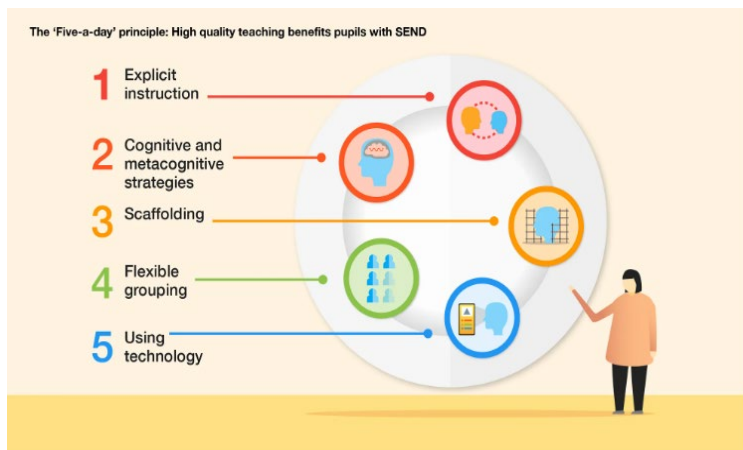 The ‘Five-a-day’ principle: High quality teaching benefits pupils with SEND
1 Explicit
instruction
2 Cognitive and
metacognitive
strategies
3 Scaffolding
4 Flexible
grouping
5 Using
technology